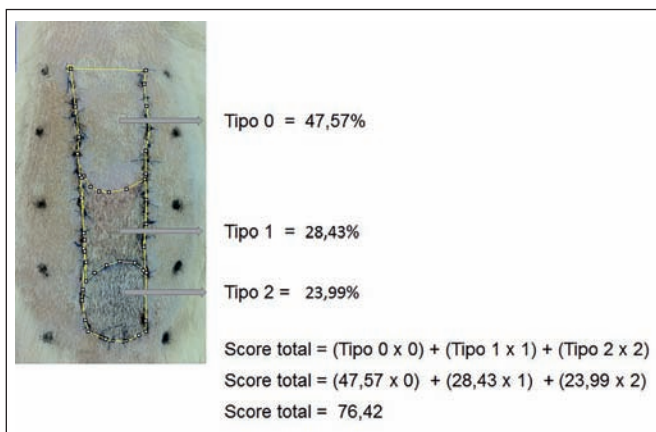 Tipo 0 = 47,57%
Tipo 1 = 28,43%
Tipo 2 = 23,99%
Score total = (Tipo 0 x 0) + (Tipo 1 x 1) + (Tipo 2 x 2)
Score total = (47,57 x 0) + (28,43 x 1) + (23,99 x 2)
Score total = 76,42